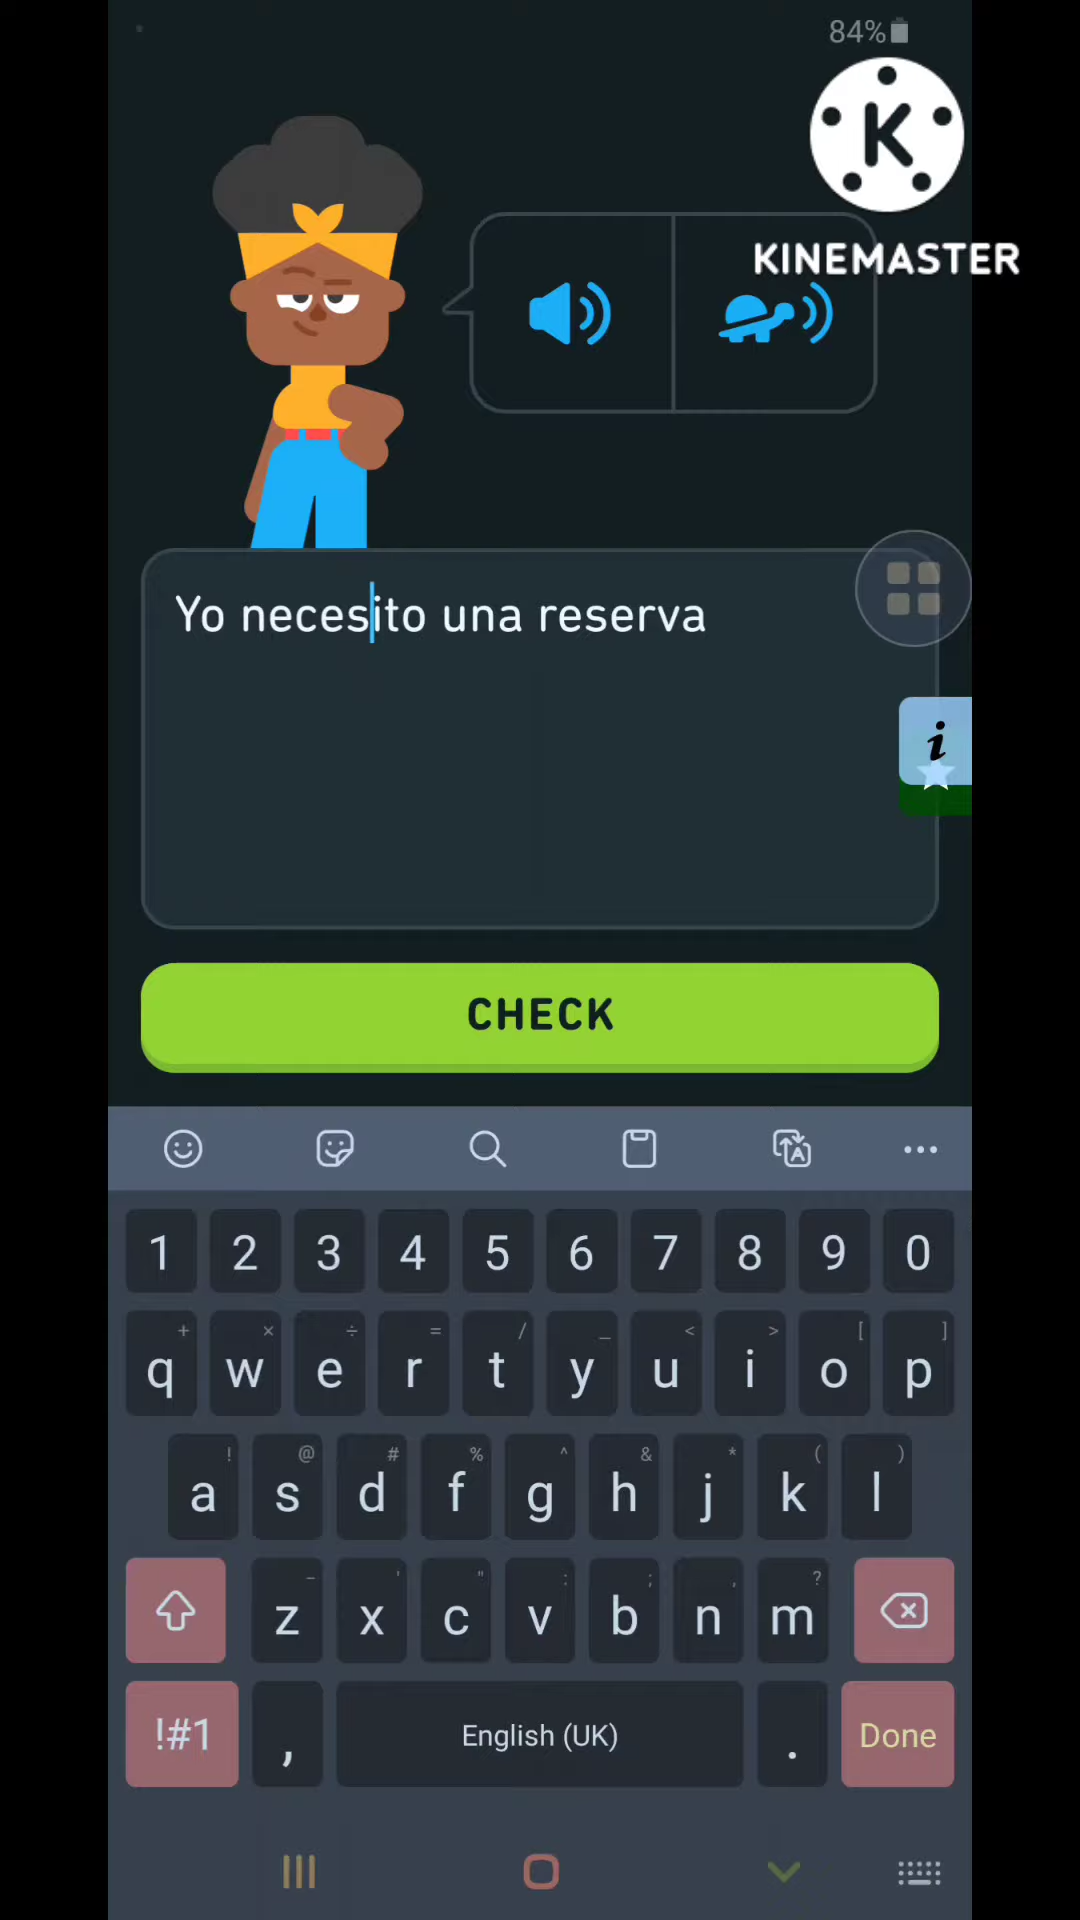 84%
K
KINEMASTER
Yo necesito una reserva
i
CHECK
1 2 3 4 5 6 7 8 9 0
+ × ÷ = / _ < > [ ]
q w e r t y u i o p
! @ # % ^ & * ( )
a s d f g h j k l
- ' " : ; , ?
z x c v b n m
!#1 , English (UK) . Done